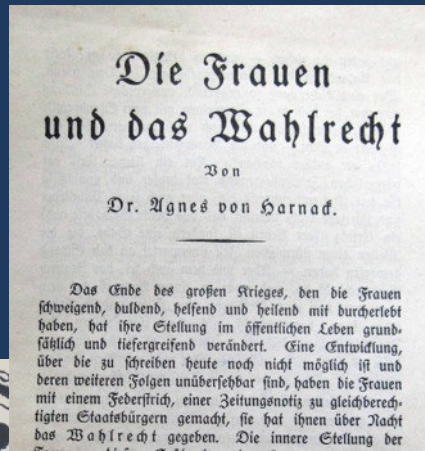 Die Frauen
und das Wahlrecht
Von
Dr. Agnes von Harnack.
Das Ende des großen Krieges, den die Frauen
schweigend, duldend, helfend und heilend mit durcherlebt
haben, hat ihre Stellung im öffentlichen Leben grund-
sätzlich und tiefergreifend verändert. Eine Entwicklung,
über die zu schreiben heute noch nicht möglich ist und
deren weiteren Folgen unübersehbar sind, haben die Frauen
mit einem Federstrich, einer Zeitungsnotiz zu gleichberech-
tigten Staatsbürgern gemacht, sie hat ihnen über Nacht
das Wahlrecht gegeben. Die innere Stellung der